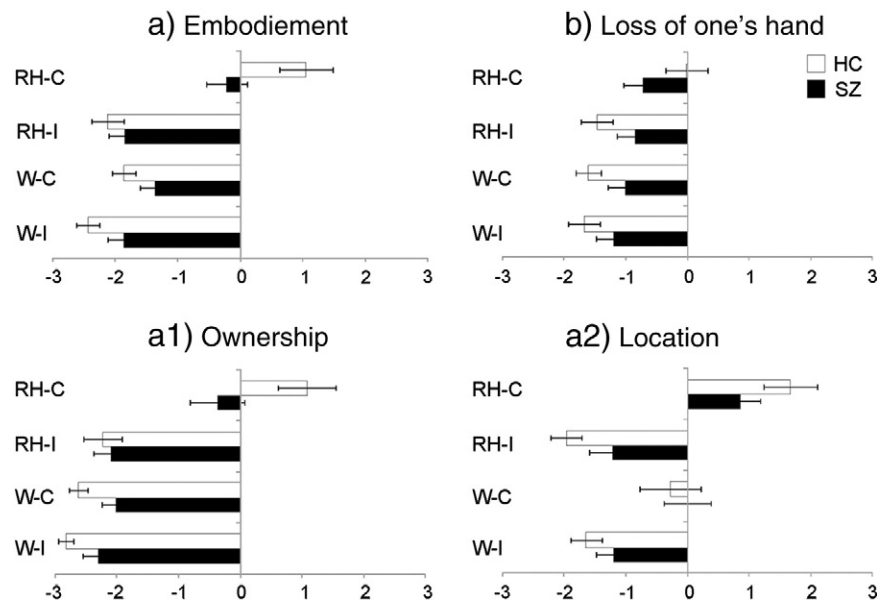 a) Embodiement
RH-C
RH-I
W-C
W-I
-3 -2 -1 0 1 2 3
b) Loss of one's hand
HC
SZ
RH-C
RH-I
W-C
W-I
-3 -2 -1 0 1 2 3
a1) Ownership
RH-C
RH-I
W-C
W-I
-3 -2 -1 0 1 2 3
a2) Location
RH-C
RH-I
W-C
W-I
-3 -2 -1 0 1 2 3